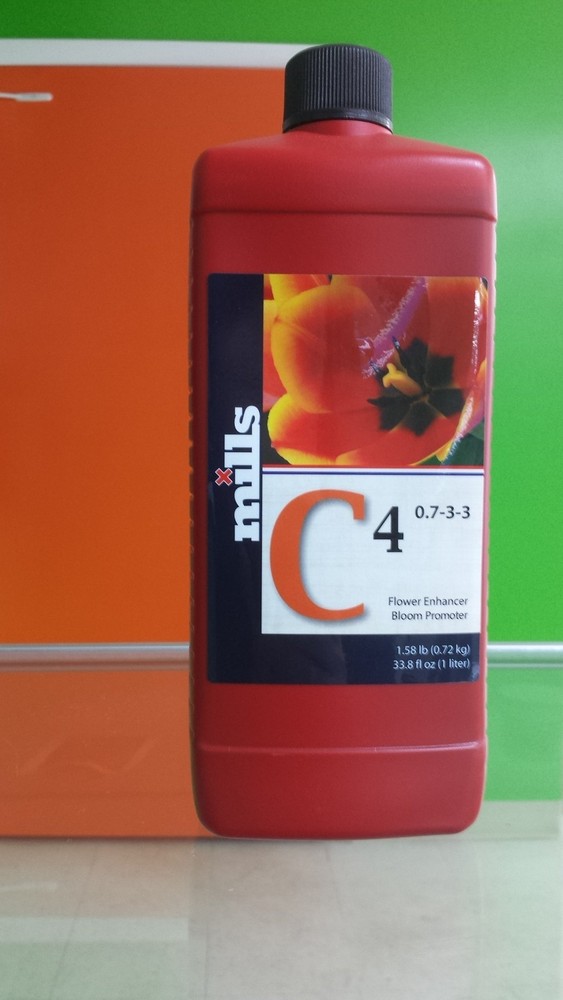 mills
C 4 0.7-3-3
Flower Enhancer
Bloom Promoter
1.58 lb (0.72 kg)
33.8 fl oz (1 liter)